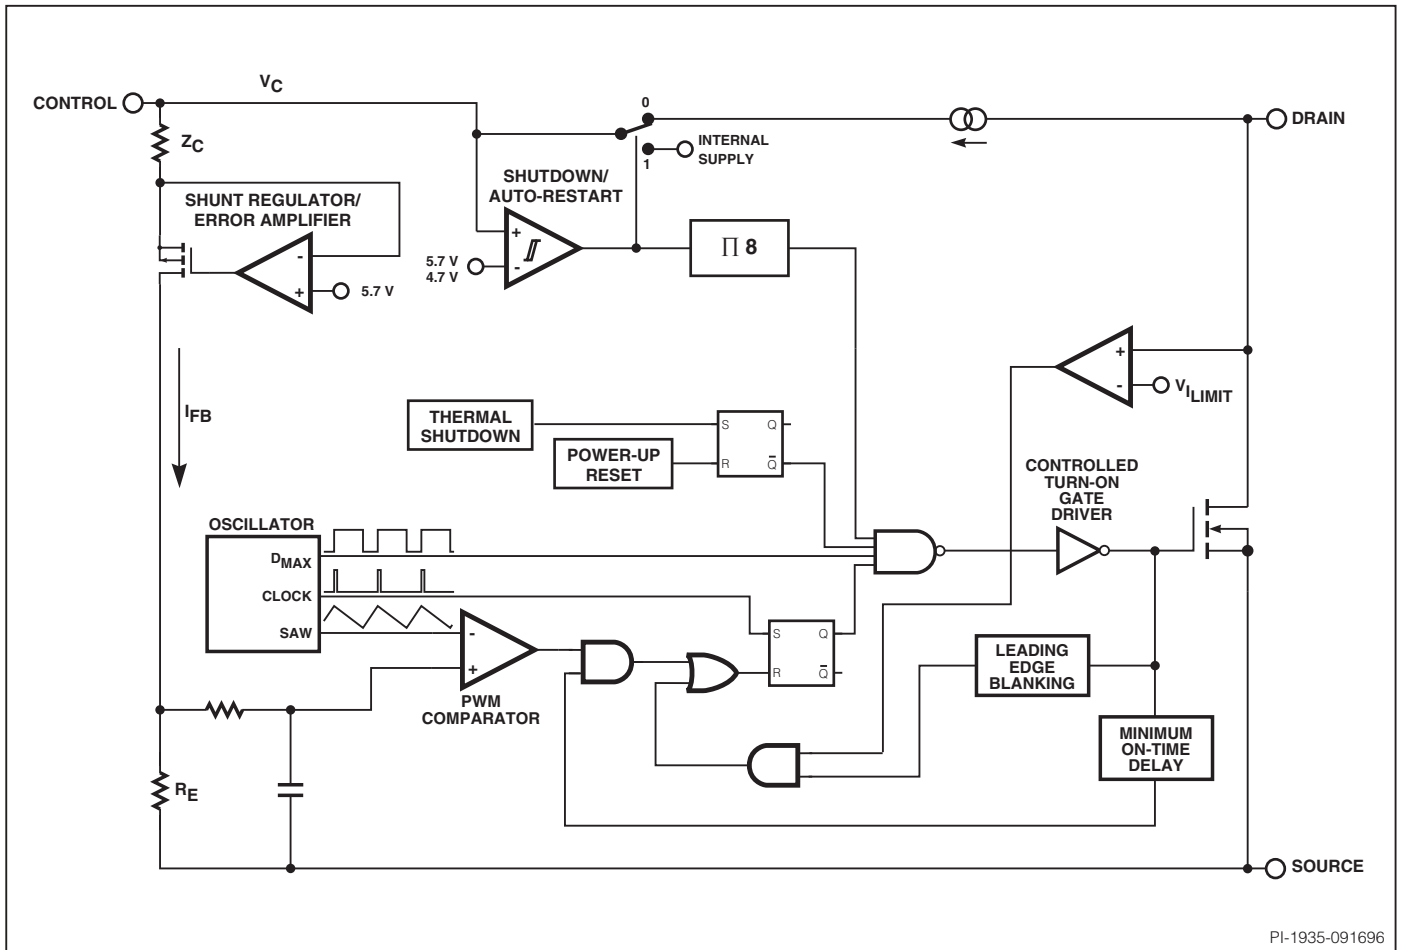 V_C
CONTROL
0
DRAIN
Z_C
INTERNAL
SUPPLY
1
SHUTDOWN/
AUTO-RESTART
SHUNT REGULATOR/
ERROR AMPLIFIER
+
-
∏ 8
5.7 V
4.7 V
-
+
5.7 V
+
-
V_I_LIMIT
I_FB
THERMAL
SHUTDOWN
S
Q
POWER-UP
RESET
R
Q̅
CONTROLLED
TURN-ON
GATE
DRIVER
OSCILLATOR
D_MAX
CLOCK
SAW
-
+
S
Q
R
Q̅
PWM
COMPARATOR
LEADING
EDGE
BLANKING
MINIMUM
ON-TIME
DELAY
R_E
SOURCE
PI-1935-091696